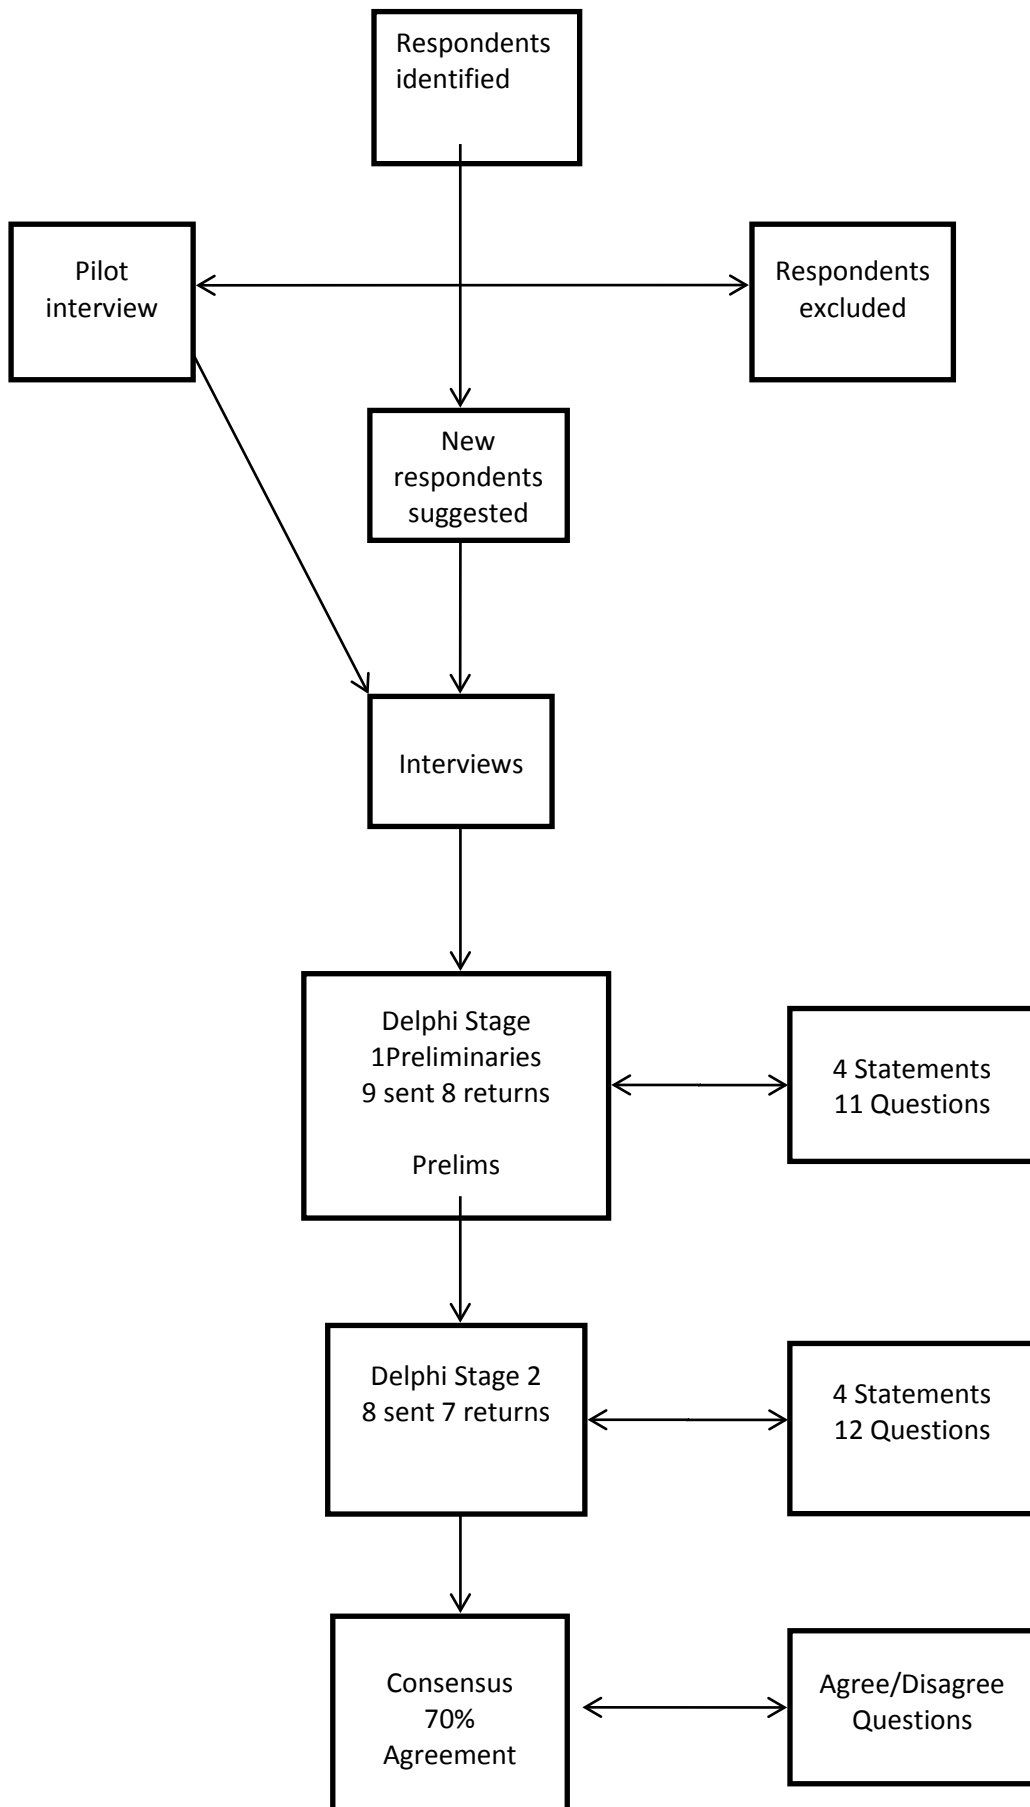 Respondents
identified
Pilot
interview
Respondents
excluded
New
respondents
suggested
Interviews
Delphi Stage
1Preliminaries
9 sent 8 returns
Prelims
4 Statements
11 Questions
Delphi Stage 2
8 sent 7 returns
4 Statements
12 Questions
Consensus
70%
Agreement
Agree/Disagree
Questions